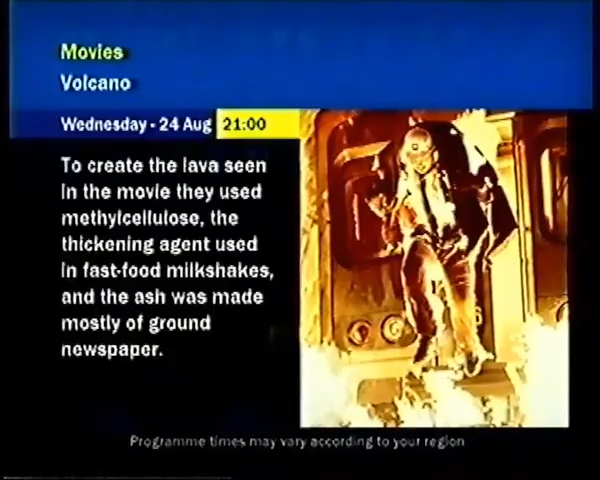 Movies
Volcano
Wednesday - 24 Aug 21:00
To create the lava seen
in the movie they used
methylcellulose, the
thickening agent used
in fast-food milkshakes,
and the ash was made
mostly of ground
newspaper.
Programme times may vary according to your region